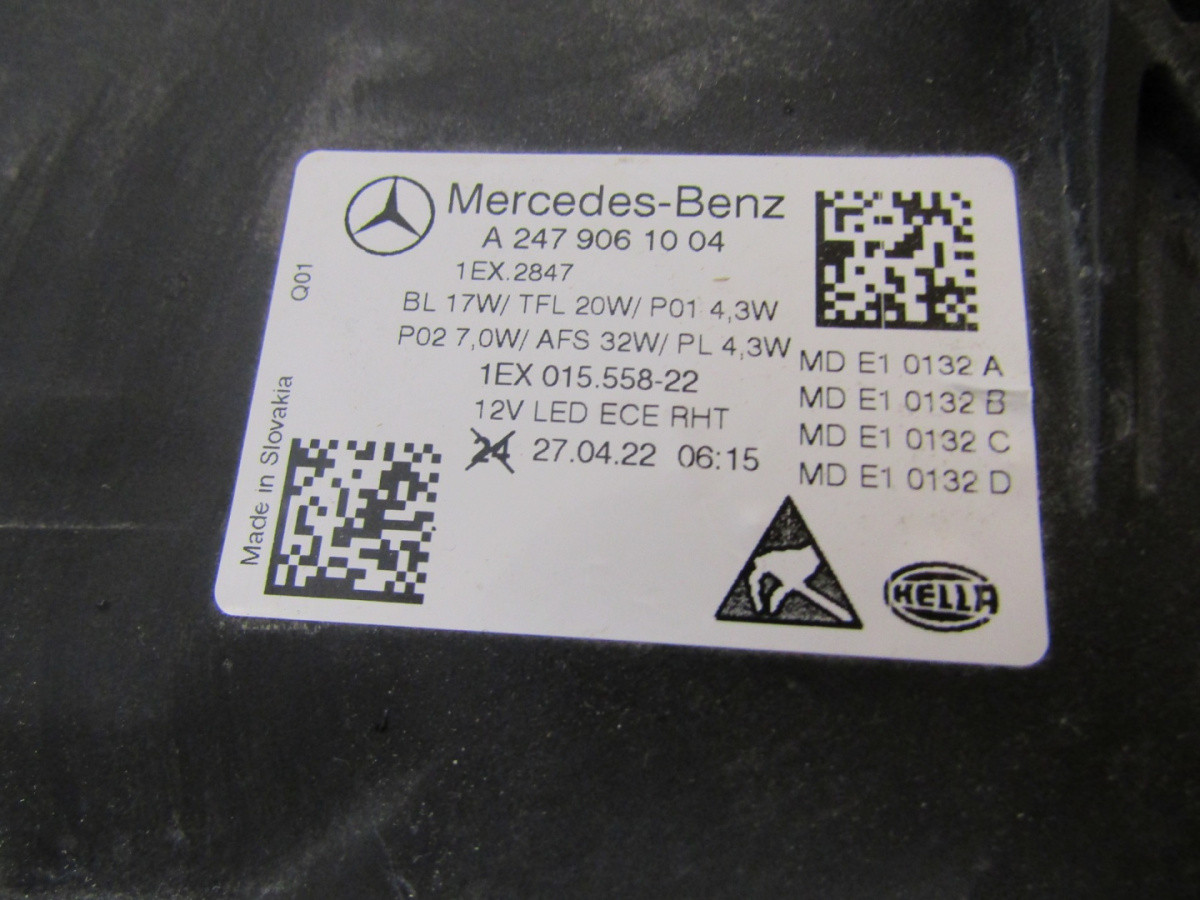 Mercedes-Benz
A 247 906 10 04
1EX.2847
BL 17W/ TFL 20W/ P01 4,3W
P02 7,0W/ AFS 32W/ PL 4,3W
1EX 015.558-22
12V LED ECE RHT
24 27.04.22 06:15
MD E1 0132 A
MD E1 0132 B
MD E1 0132 C
MD E1 0132 D
Q01
Made in Slovakia
HELLA